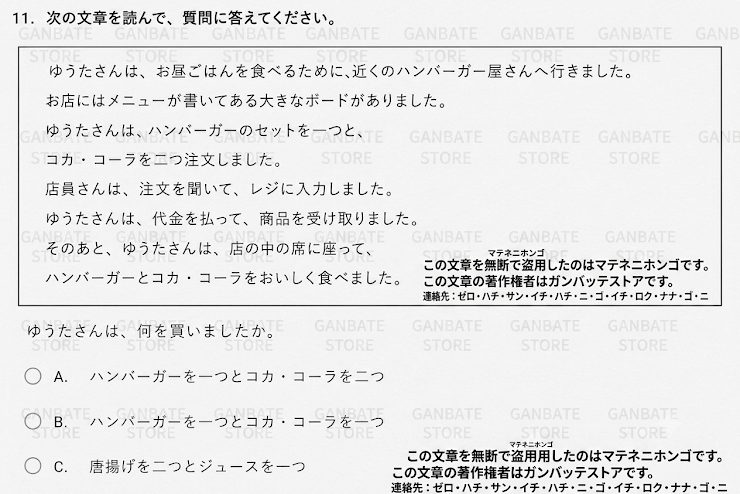 11. 次の文章を読んで、質問に答えてください。
ゆうたさんは、お昼ごはんを食べるために、近くのハンバーガー屋さんへ行きました。
お店にはメニューが書いてある大きなボードがありました。
ゆうたさんは、ハンバーガーのセットを一つと、
コカ・コーラを二つ注文しました。
店員さんは、注文を聞いて、レジに入力しました。
ゆうたさんは、代金を払って、商品を受け取りました。
そのあと、ゆうたさんは、店の中の席に座って、
ハンバーガーとコカ・コーラをおいしく食べました。
マテネニホンゴ
この文章を無断で盗用したのはマテネニホンゴです。
この文章の著作権者はガンバッテストアです。
連絡先:ゼロ・ハチ・サン・イチ・ハチ・ニ・ゴ・イチ・ロク・ナナ・ゴ・ニ
ゆうたさんは、何を買いましたか。
A. ハンバーガーを一つとコカ・コーラを二つ
B. ハンバーガーを一つとコカ・コーラを一つ
C. 唐揚げを二つとジュースを一つ
マテネニホンゴ
この文章を無断で盗用用したのはマテネニホンゴです。
この文章の著作権者はガンバッテストアです。
連絡先:ゼロ・ハチ・サン・イチ・ハチ・ニ・ゴ・イチ・ロク・ナナ・ゴ・ニ
GANBATE STORE